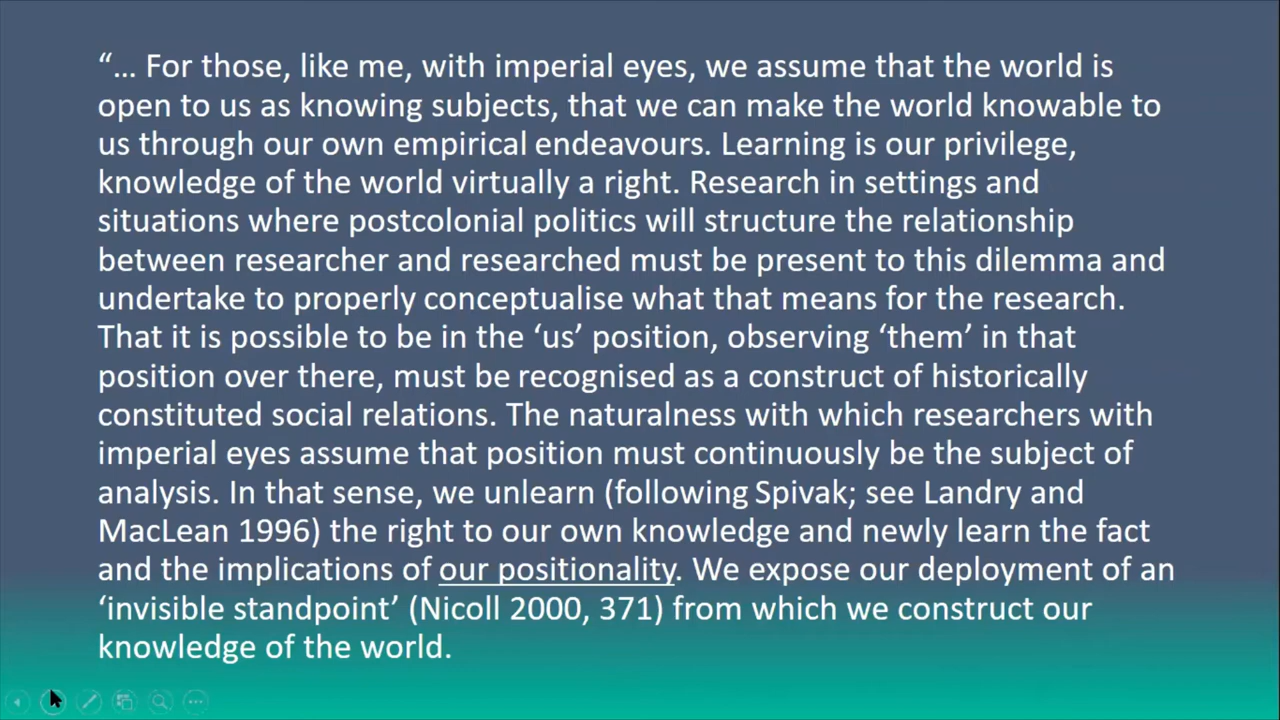 “… For those, like me, with imperial eyes, we assume that the world is
open to us as knowing subjects, that we can make the world knowable to
us through our own empirical endeavours. Learning is our privilege,
knowledge of the world virtually a right. Research in settings and
situations where postcolonial politics will structure the relationship
between researcher and researched must be present to this dilemma and
undertake to properly conceptualise what that means for the research.
That it is possible to be in the ‘us’ position, observing ‘them’ in that
position over there, must be recognised as a construct of historically
constituted social relations. The naturalness with which researchers with
imperial eyes assume that position must continuously be the subject of
analysis. In that sense, we unlearn (following Spivak; see Landry and
MacLean 1996) the right to our own knowledge and newly learn the fact
and the implications of our positionality. We expose our deployment of an
‘invisible standpoint’ (Nicoll 2000, 371) from which we construct our
knowledge of the world.